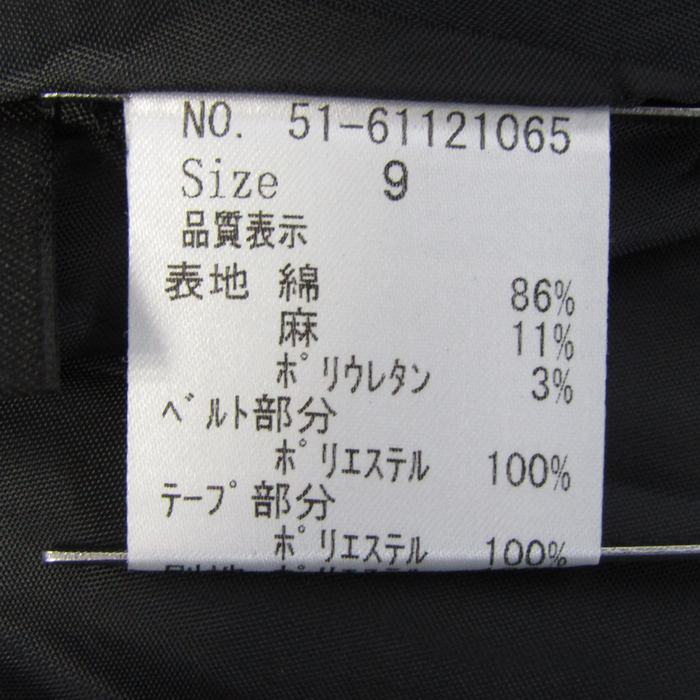 NO. 51-61121065
Size 9
品質表示
表地 綿 86%
麻 11%
ﾎﾟﾘｳﾚﾀﾝ 3%
ﾍﾞﾙﾄ部分
ﾎﾟﾘｴｽﾃﾙ 100%
ﾃｰﾌﾟ部分
ﾎﾟﾘｴｽﾃﾙ 100%